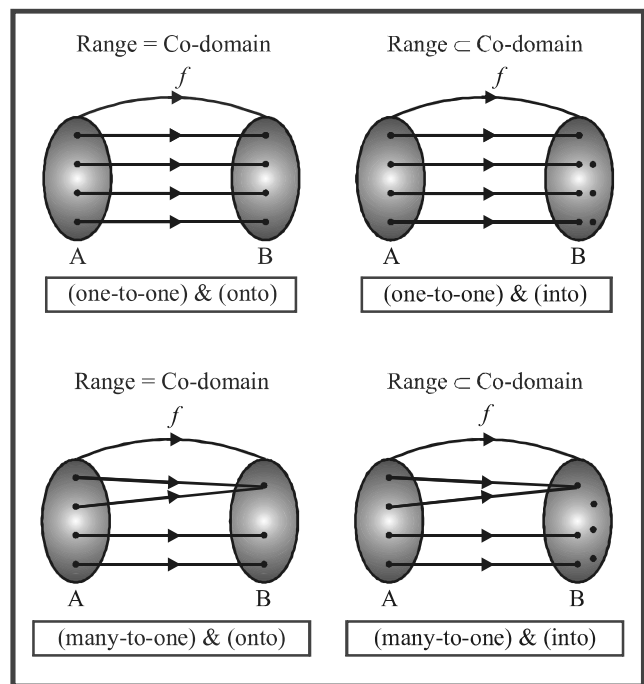 Range = Co-domain
f
A B
(one-to-one) & (onto)
Range ⊂ Co-domain
f
A B
(one-to-one) & (into)
Range = Co-domain
f
A B
(many-to-one) & (onto)
Range ⊂ Co-domain
f
A B
(many-to-one) & (into)